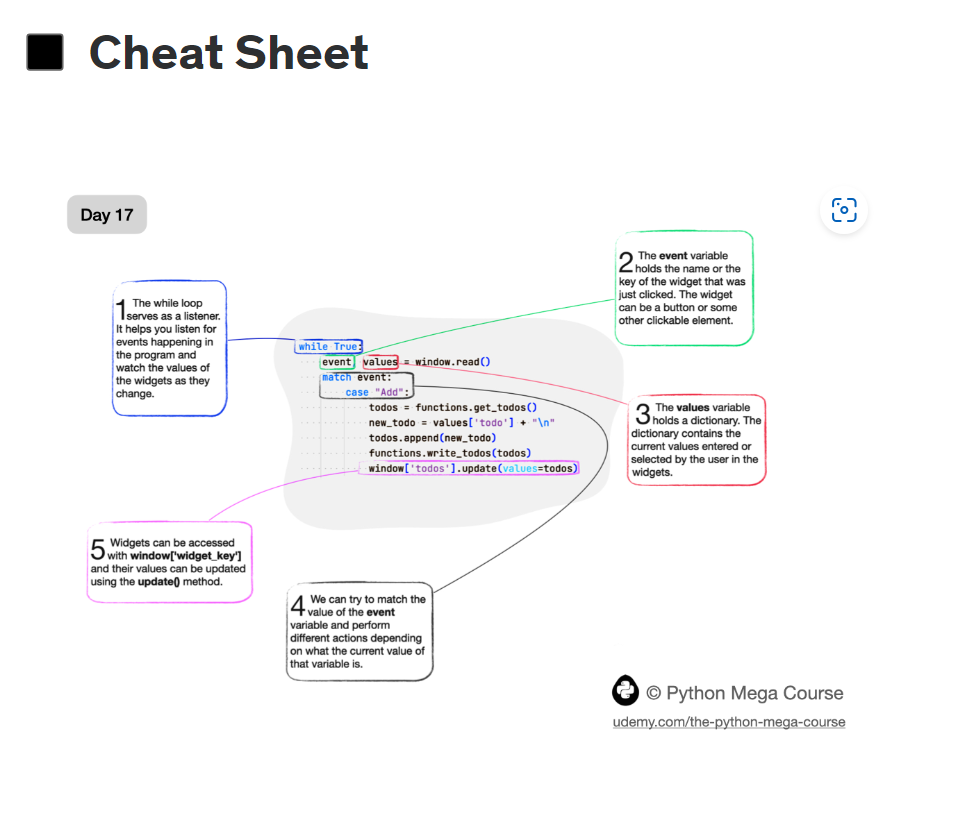 Cheat Sheet
Day 17
1 The while loop
serves as a listener.
It helps you listen for
events happening in
the program and
watch the values of
the widgets as they
change.
2 The event variable
holds the name or the
key of the widget that was
just clicked. The widget
can be a button or some
other clickable element.
while True:
event values = window.read()
match event:
case "Add":
todos = functions.get_todos()
new_todo = values['todo'] + "\n"
todos.append(new_todo)
functions.write_todos(todos)
window['todos'].update(values=todos)
3 The values variable
holds a dictionary. The
dictionary contains the
current values entered or
selected by the user in the
widgets.
5 Widgets can be accessed
with window['widget_key']
and their values can be updated
using the update() method.
4 We can try to match the
value of the event
variable and perform
different actions depending
on what the current value of
that variable is.
© Python Mega Course
udemy.com/the-python-mega-course